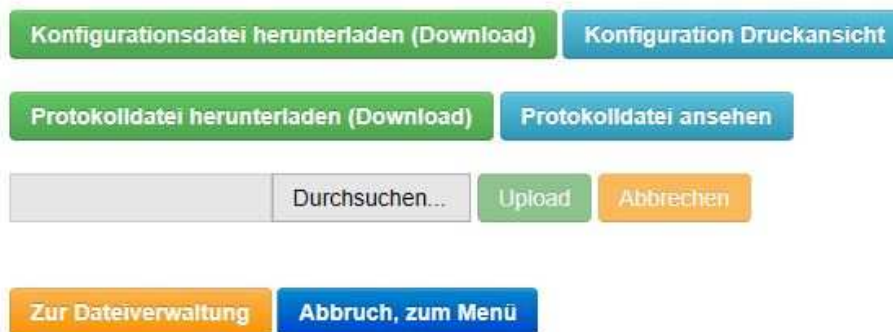 Konfigurationsdatei herunterladen (Download) Konfiguration Druckansicht
Protokolldatei herunterladen (Download) Protokolldatei ansehen
Durchsuchen... Upload Abbrechen
Zur Dateiverwaltung Abbruch, zum Menü